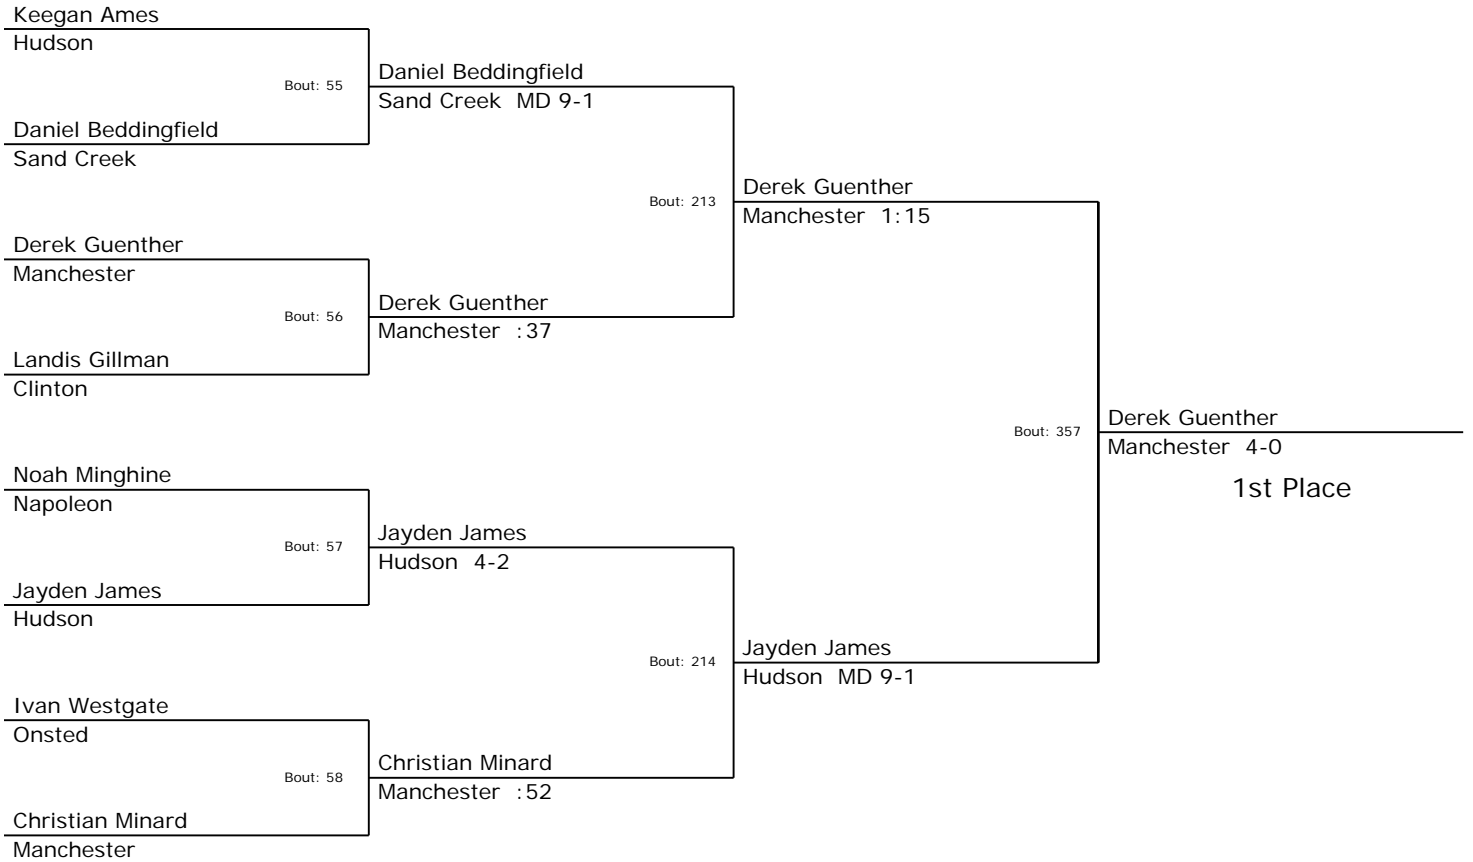 Keegan Ames
Hudson
Bout: 55
Daniel Beddingfield
Sand Creek  MD 9-1
Daniel Beddingfield
Sand Creek
Bout: 213
Derek Guenther
Manchester  1:15
Derek Guenther
Manchester
Bout: 56
Derek Guenther
Manchester  :37
Landis Gillman
Clinton
Bout: 357
Derek Guenther
Manchester  4-0
1st Place
Noah Minghine
Napoleon
Bout: 57
Jayden James
Hudson  4-2
Jayden James
Hudson
Bout: 214
Jayden James
Hudson  MD 9-1
Ivan Westgate
Onsted
Bout: 58
Christian Minard
Manchester  :52
Christian Minard
Manchester